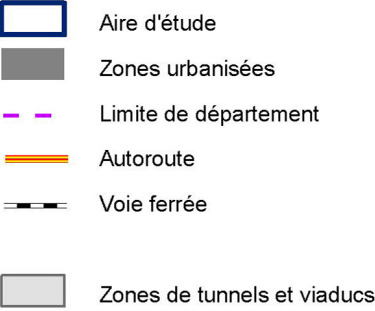 Aire d'étude
Zones urbanisées
Limite de département
Autoroute
Voie ferrée
Zones de tunnels et viaducs